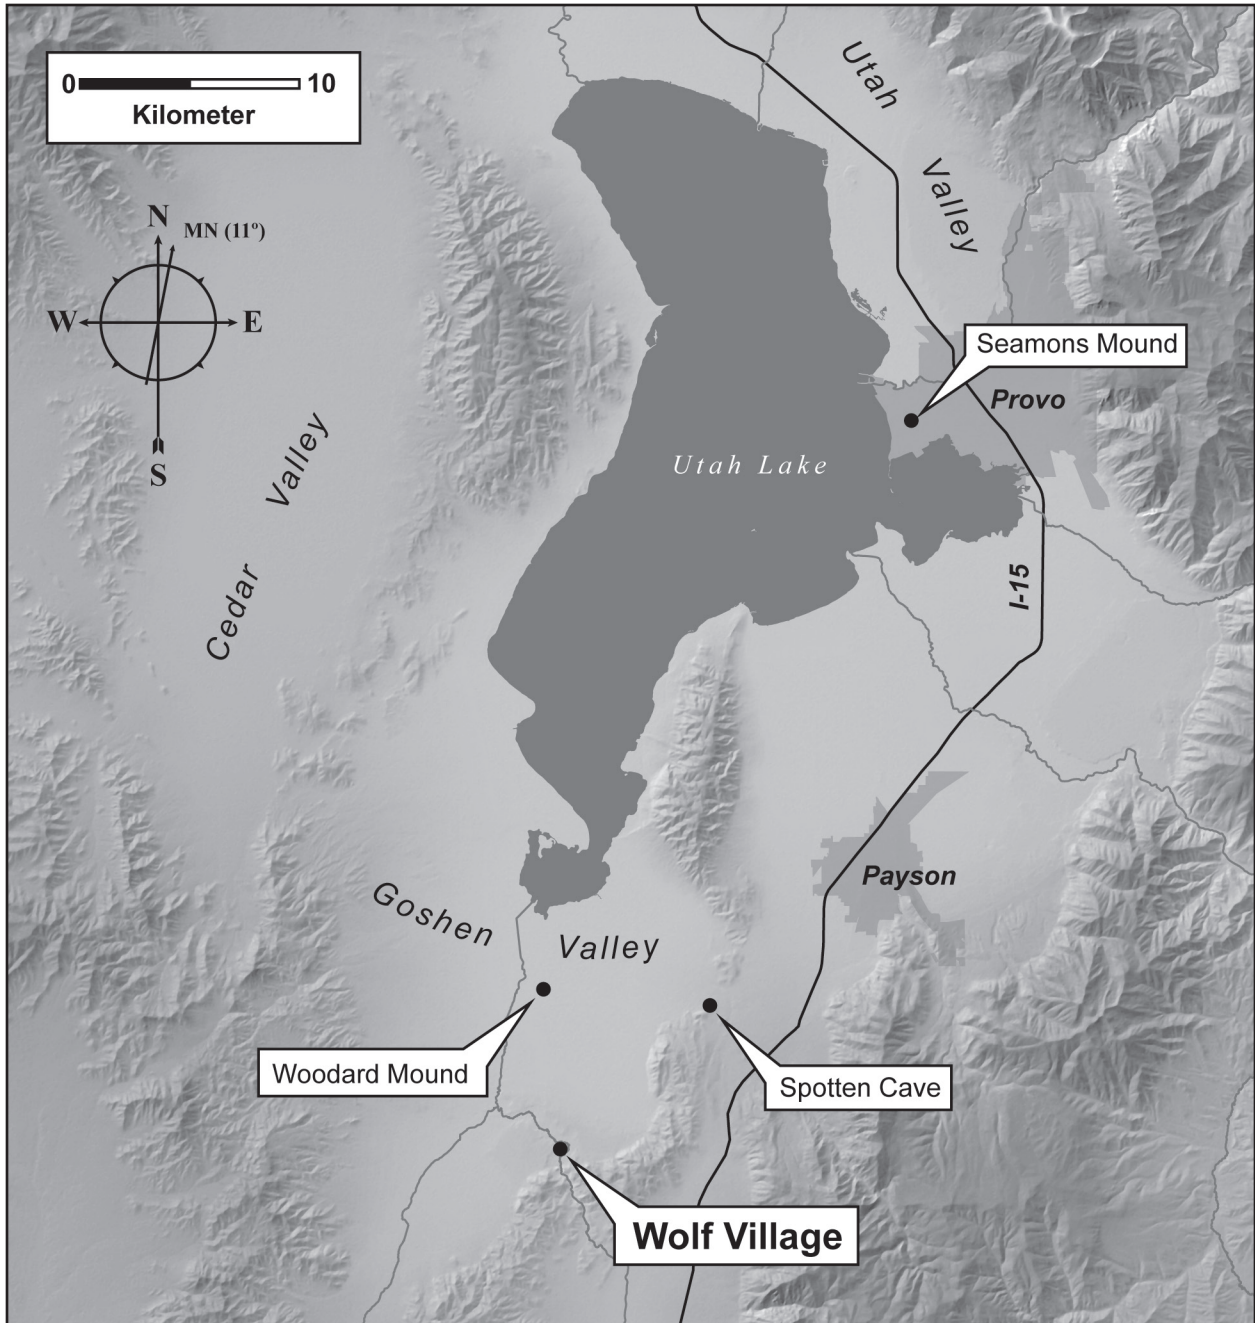 0 10
Kilometer
N
MN (11º)
W E
S
Utah
Valley
Seamons Mound
Provo
Utah Lake
Cedar Valley
I-15
Payson
Goshen Valley
Woodard Mound
Spotten Cave
Wolf Village